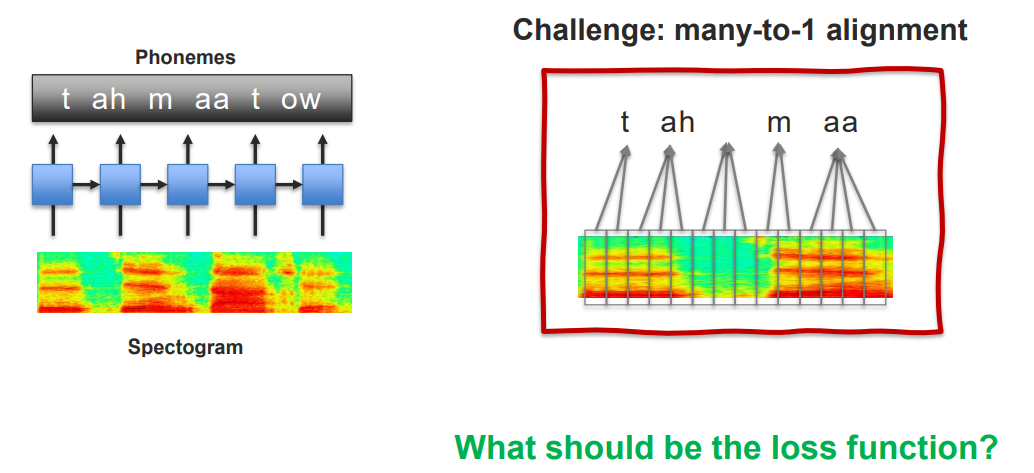 Phonemes
t ah m aa t ow
Spectogram
Challenge: many-to-1 alignment
t ah m aa
What should be the loss function?